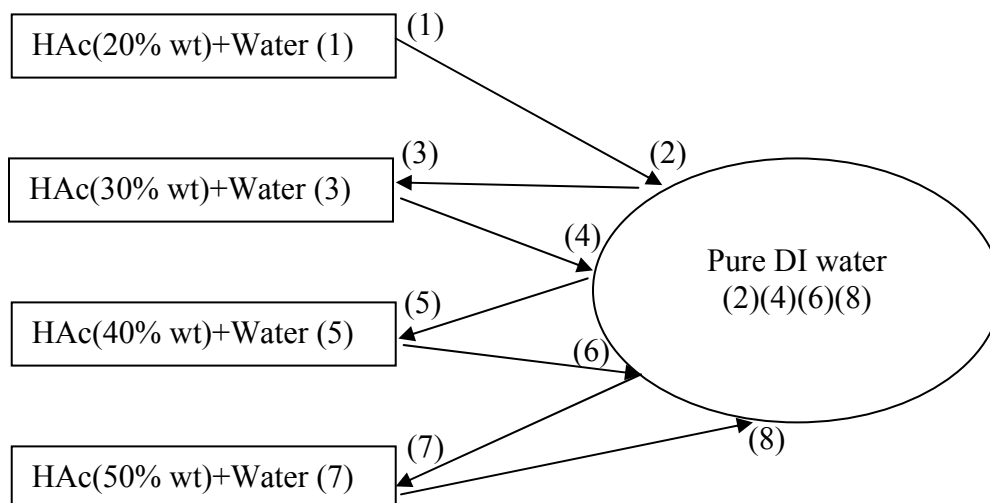 HAc(20% wt)+Water (1)
(1)
HAc(30% wt)+Water (3)
(3)
(2)
(4)
Pure DI water
(2)(4)(6)(8)
HAc(40% wt)+Water (5)
(5)
(6)
HAc(50% wt)+Water (7)
(7)
(8)